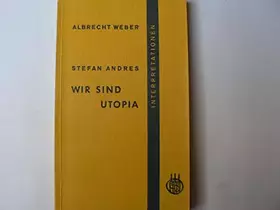 ALBRECHT WEBER
STEFAN ANDRES
WIR SIND
UTOPIA
INTERPRETATIONEN